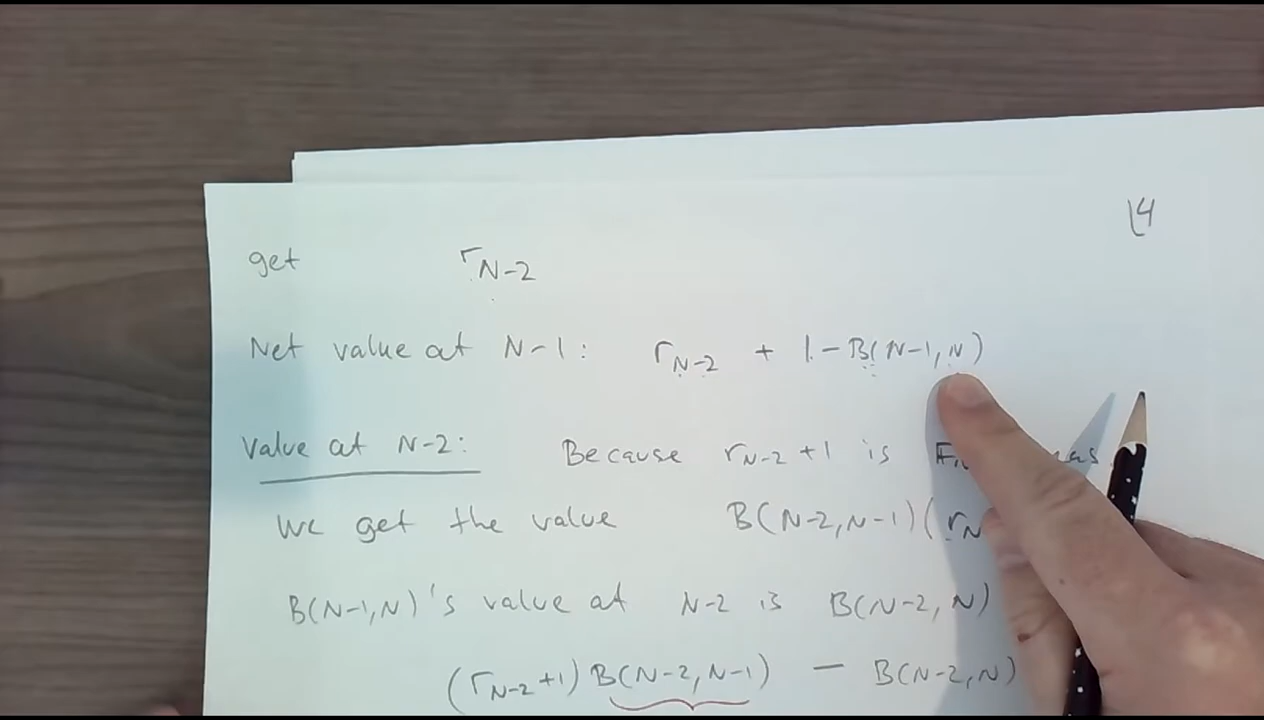 14
get r_{N-2}
Net value at N-1: r_{N-2} + 1 - B(N-1,N)
Value at N-2: Because r_{N-2}+1 is
we get the value B(N-2,N-1)(r_N
B(N-1,N)'s value at N-2 is B(N-2,N)
(r_{N-2}+1) B(N-2,N-1) — B(N-2,N)